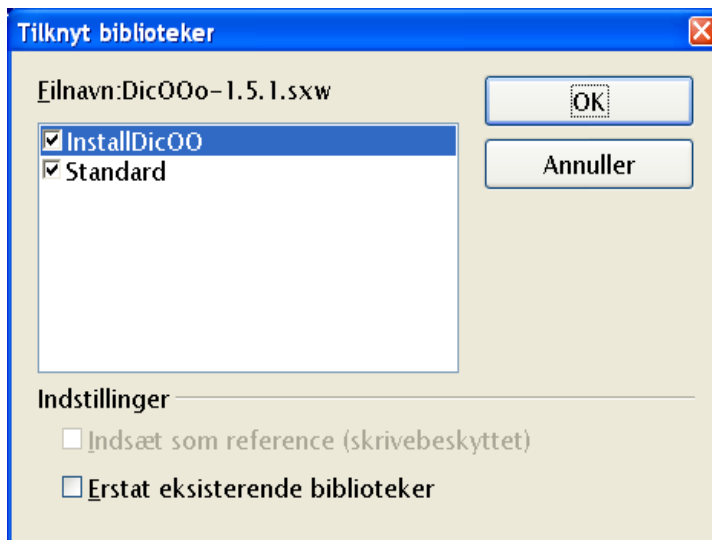 Tilknyt biblioteker
Filnavn:DicOOo-1.5.1.sxw
OK
InstallDicOO
Standard
Annuller
Indstillinger
Indsæt som reference (skrivebeskyttet)
Erstat eksisterende biblioteker